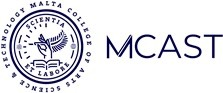 MALTA COLLEGE OF ARTS SCIENCE & TECHNOLOGY
SCIENTIA
ET LABORE
MCAST